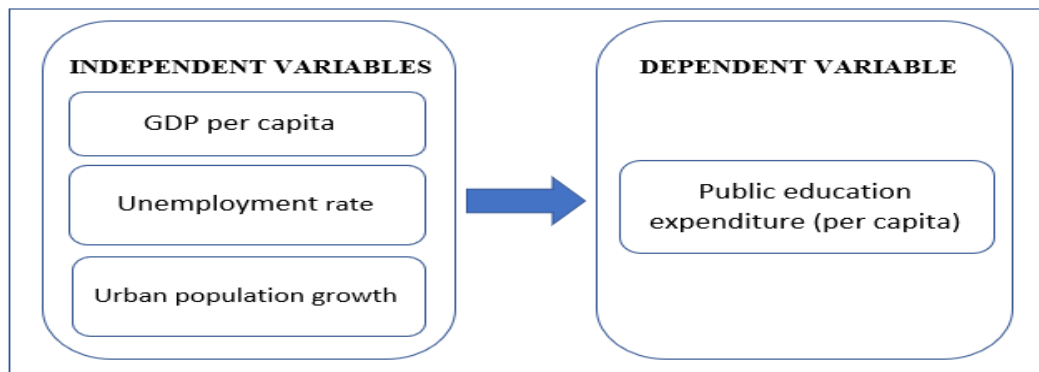 INDEPENDENT VARIABLES
GDP per capita
Unemployment rate
Urban population growth
DEPENDENT VARIABLE
Public education
expenditure (per capita)